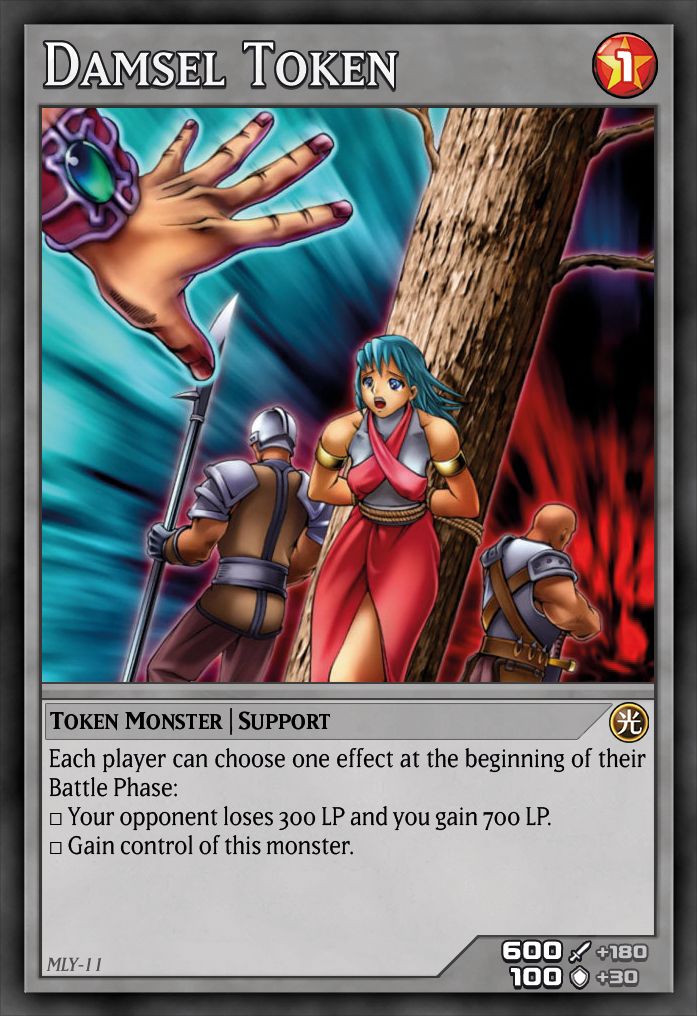 Damsel Token
1
Token Monster | Support
光
Each player can choose one effect at the beginning of their
Battle Phase:
□ Your opponent loses 300 LP and you gain 700 LP.
□ Gain control of this monster.
600 +180
MLY-11
100 +30